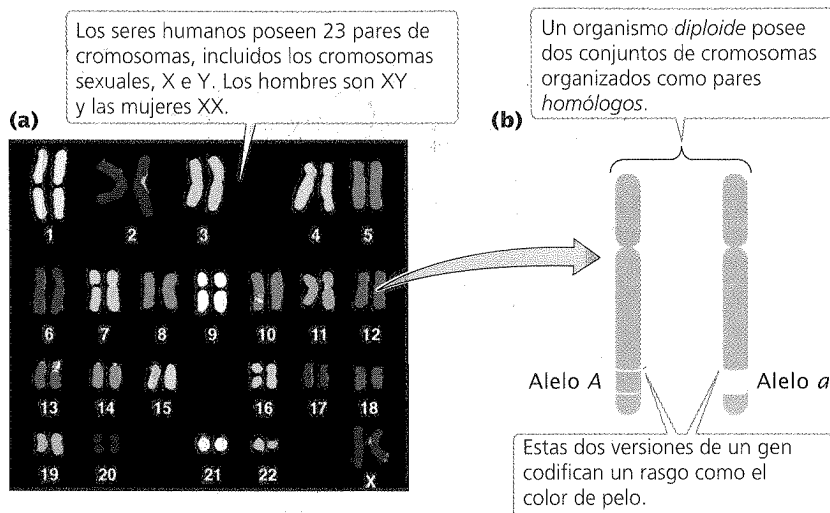 Los seres humanos poseen 23 pares de
cromosomas, incluidos los cromosomas
sexuales, X e Y. Los hombres son XY
y las mujeres XX.
(a)
1 2 3 4 5
6 7 8 9 10 11 12
13 14 15 16 17 18
19 20 21 22 X
Un organismo diploide posee
dos conjuntos de cromosomas
organizados como pares
homólogos.
(b)
Alelo A Alelo a
Estas dos versiones de un gen
codifican un rasgo como el
color de pelo.